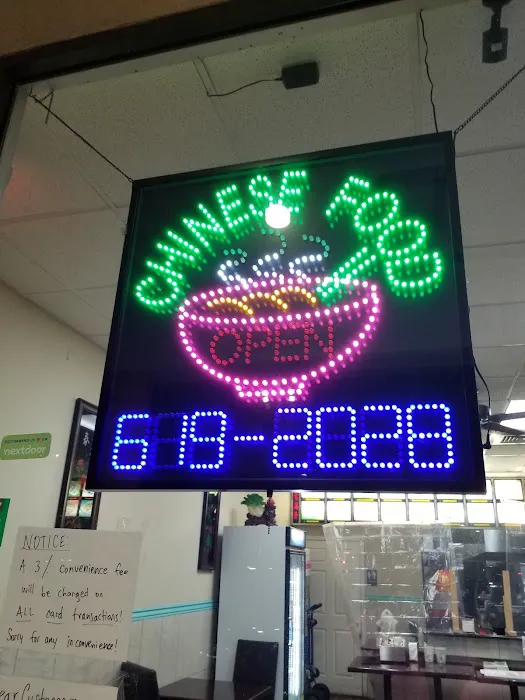 CHINESE FOOD
OPEN
619-2028
nextdoor
NOTICE:
A 3% convenience fee
will be charged on
ALL card transactions!
Sorry for any inconvenience!